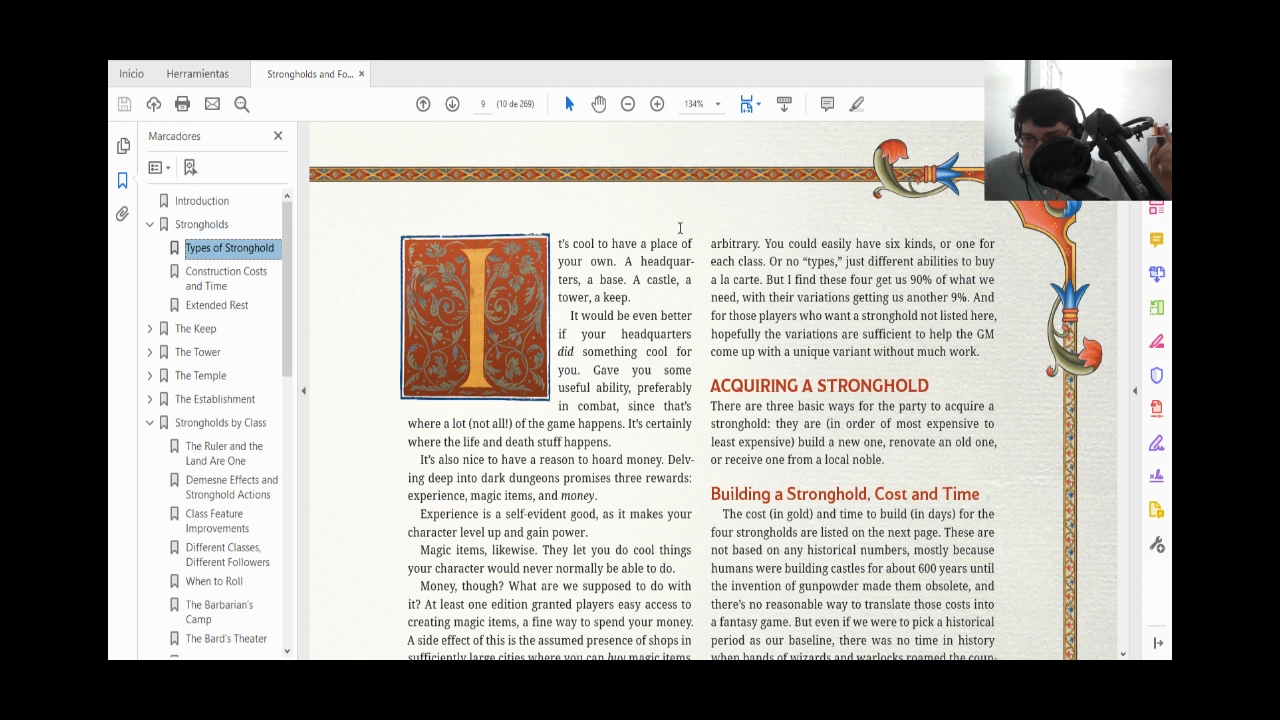 Inicio
Herramientas
Strongholds and Fo...
9
(10 de 269)
134%
Marcadores
Introduction
Strongholds
Types of Stronghold
Construction Costs
and Time
Extended Rest
The Keep
The Tower
The Temple
The Establishment
Strongholds by Class
The Ruler and the
Land Are One
Demesne Effects and
Stronghold Actions
Class Feature
Improvements
Different Classes,
Different Followers
When to Roll
The Barbarian's
Camp
The Bard's Theater
It's cool to have a place of
your own. A headquar-
ters, a base. A castle, a
tower, a keep.
It would be even better
if your headquarters
did something cool for
you. Gave you some
useful ability, preferably
in combat, since that's
where a lot (not all!) of the game happens. It's certainly
where the life and death stuff happens.
It's also nice to have a reason to hoard money. Delv-
ing deep into dark dungeons promises three rewards:
experience, magic items, and money.
Experience is a self-evident good, as it makes your
character level up and gain power.
Magic items, likewise. They let you do cool things
your character would never normally be able to do.
Money, though? What are we supposed to do with
it? At least one edition granted players easy access to
creating magic items, a fine way to spend your money.
A side effect of this is the assumed presence of shops in
sufficiently large cities where you can buy magic items
arbitrary. You could easily have six kinds, or one for
each class. Or no “types,” just different abilities to buy
a la carte. But I find these four get us 90% of what we
need, with their variations getting us another 9%. And
for those players who want a stronghold not listed here,
hopefully the variations are sufficient to help the GM
come up with a unique variant without much work.
ACQUIRING A STRONGHOLD
There are three basic ways for the party to acquire a
stronghold: they are (in order of most expensive to
least expensive) build a new one, renovate an old one,
or receive one from a local noble.
Building a Stronghold, Cost and Time
The cost (in gold) and time to build (in days) for the
four strongholds are listed on the next page. These are
not based on any historical numbers, mostly because
humans were building castles for about 600 years until
the invention of gunpowder made them obsolete, and
there's no reasonable way to translate those costs into
a fantasy game. But even if we were to pick a historical
period as our baseline, there was no time in history
when bands of wizards and warlocks roamed the coun-